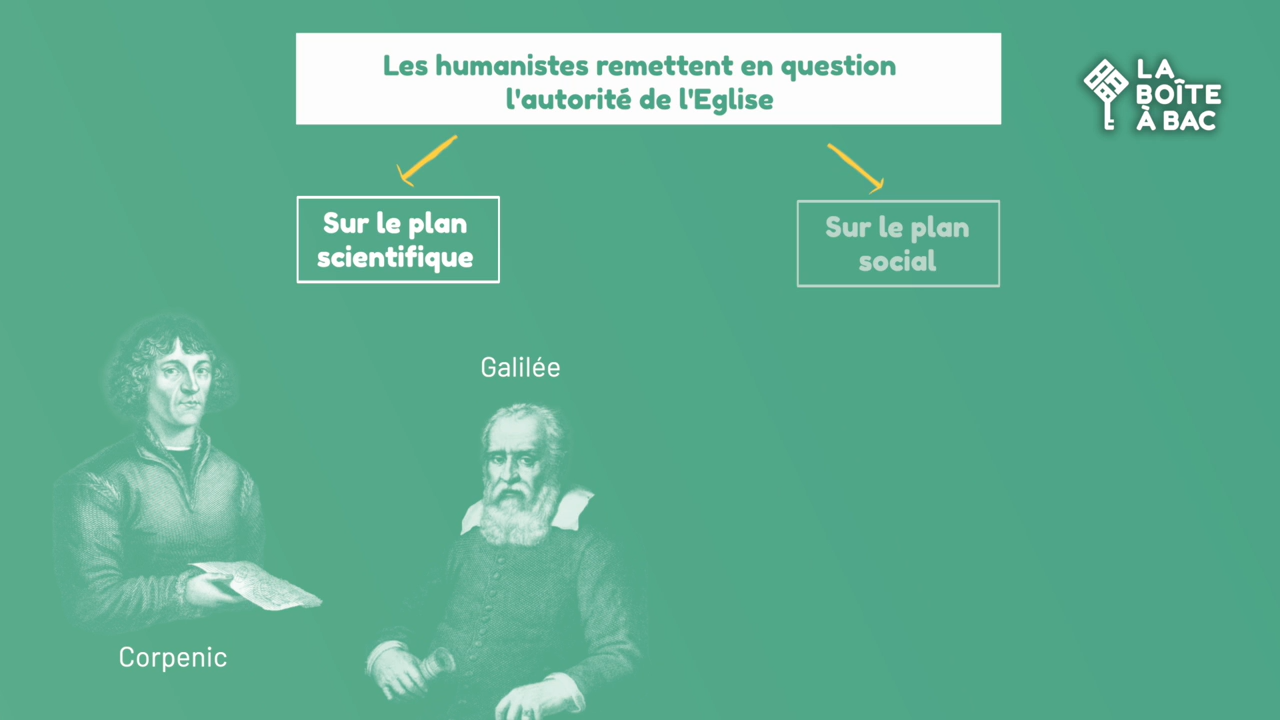 Les humanistes remettent en question
l'autorité de l'Eglise
LA
BOÎTE
À BAC
Sur le plan
scientifique
Sur le plan
social
Galilée
Corpenic